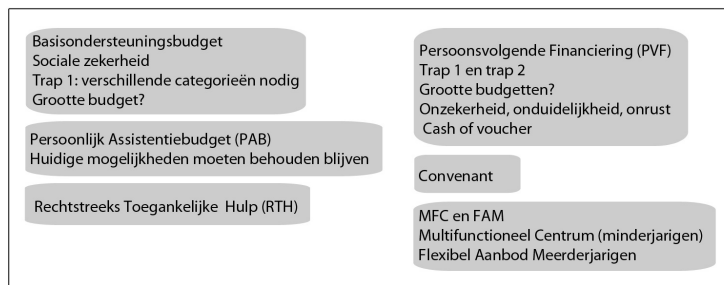 Basisondersteuningsbudget
Sociale zekerheid
Trap 1: verschillende categorieën nodig
Grootte budget?
Persoonlijk Assistentiebudget (PAB)
Huidige mogelijkheden moeten behouden blijven
Rechtstreeks Toegankelijke Hulp (RTH)
Persoonsvolgende Financiering (PVF)
Trap 1 en trap 2
Grootte budgetten?
Onzekerheid, onduidelijkheid, onrust
Cash of voucher
Convenant
MFC en FAM
Multifunctioneel Centrum (minderjarigen)
Flexibel Aanbod Meerderjarigen